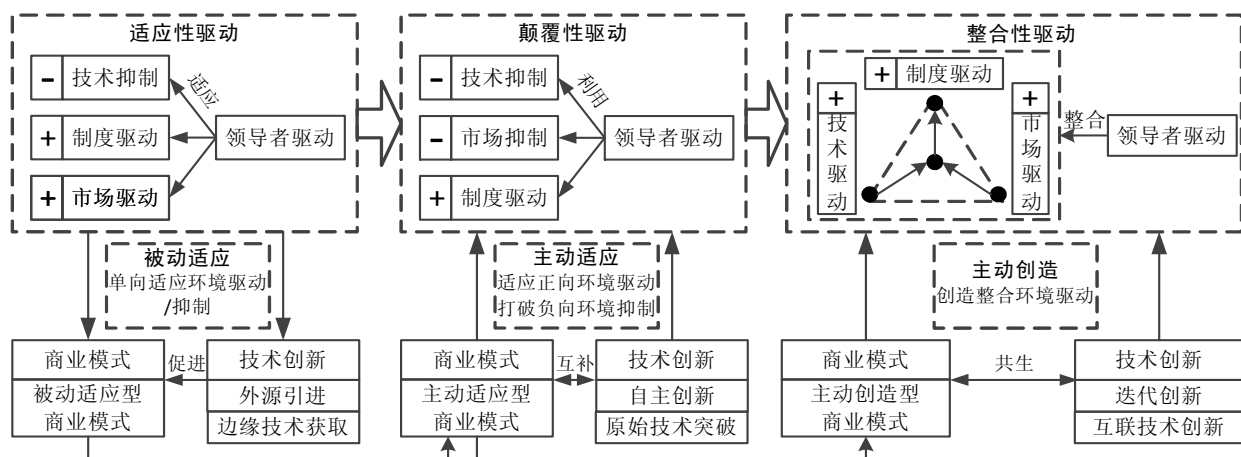 适应性驱动
- 技术抑制
+ 制度驱动
+ 市场驱动
适应
领导者驱动
被动适应
单向适应环境驱动
/抑制
商业模式
被动适应型
商业模式
促进
技术创新
外源引进
边缘技术获取
颠覆性驱动
- 技术抑制
- 市场抑制
+ 制度驱动
利用
领导者驱动
主动适应
适应正向环境驱动
打破负向环境抑制
商业模式
主动适应型
商业模式
互补
技术创新
自主创新
原始技术突破
整合性驱动
+ 制度驱动
+
技术驱动
+
市场驱动
整合
领导者驱动
主动创造
创造整合环境驱动
商业模式
主动创造型
商业模式
共生
技术创新
迭代创新
互联技术创新